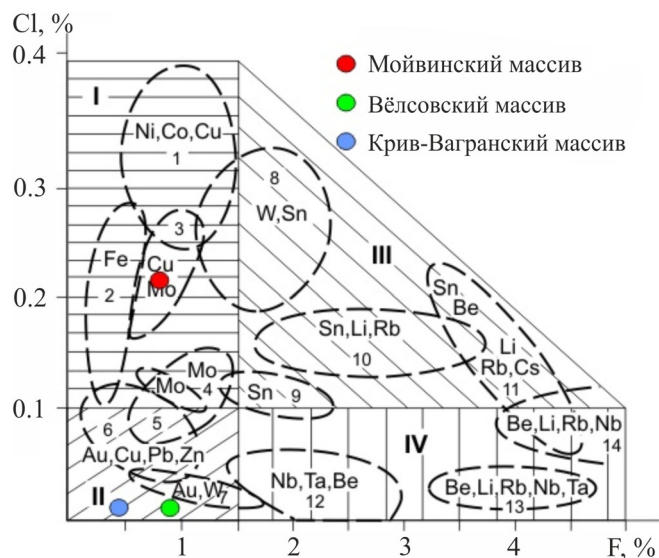 Cl, %
0.4
Мойвинский массив
I
Вёлсовский массив
Ni,Co,Cu
Крив-Вагранский массив
1
8
0.3
W,Sn
3
III
Fe
Cu
Sn
2
Mo
Be
0.2
Sn,Li,Rb
Li
10
Rb,Cs
Mo
11
Mo
4
Sn
9
0.1
Be,Li,Rb,Nb
6
5
IV
14
Au,Cu,Pb,Zn
Nb,Ta,Be
Be,Li,Rb,Nb,Ta
II
Au,W
7
12
13
1
2
3
4
F, %